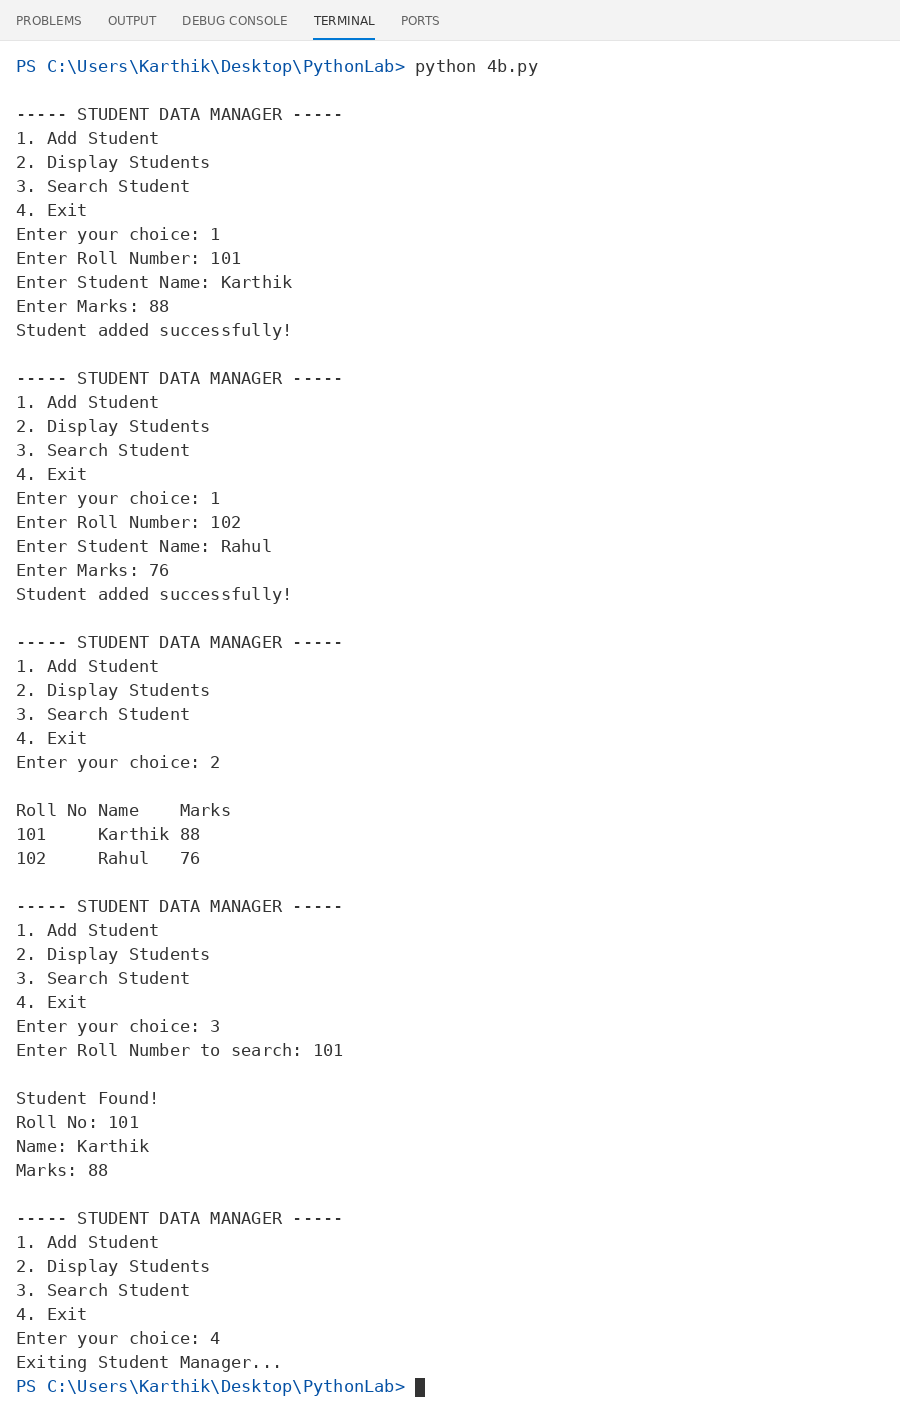 PROBLEMS OUTPUT DEBUG CONSOLE TERMINAL PORTS
PS C:\Users\Karthik\Desktop\PythonLab> python 4b.py

----- STUDENT DATA MANAGER -----
1. Add Student
2. Display Students
3. Search Student
4. Exit
Enter your choice: 1
Enter Roll Number: 101
Enter Student Name: Karthik
Enter Marks: 88
Student added successfully!

----- STUDENT DATA MANAGER -----
1. Add Student
2. Display Students
3. Search Student
4. Exit
Enter your choice: 1
Enter Roll Number: 102
Enter Student Name: Rahul
Enter Marks: 76
Student added successfully!

----- STUDENT DATA MANAGER -----
1. Add Student
2. Display Students
3. Search Student
4. Exit
Enter your choice: 2

Roll No Name    Marks
101     Karthik 88
102     Rahul   76

----- STUDENT DATA MANAGER -----
1. Add Student
2. Display Students
3. Search Student
4. Exit
Enter your choice: 3
Enter Roll Number to search: 101

Student Found!
Roll No: 101
Name: Karthik
Marks: 88

----- STUDENT DATA MANAGER -----
1. Add Student
2. Display Students
3. Search Student
4. Exit
Enter your choice: 4
Exiting Student Manager...
PS C:\Users\Karthik\Desktop\PythonLab>